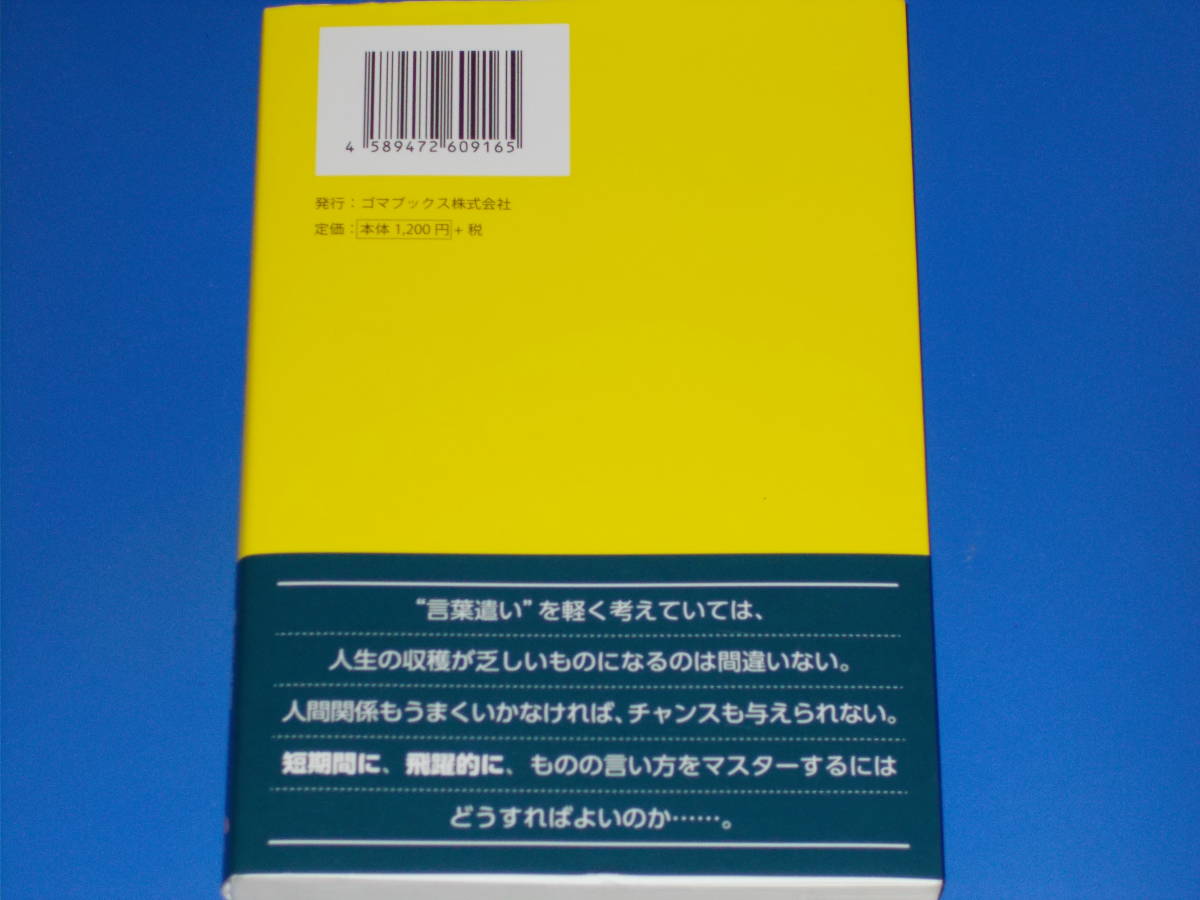 4 589472 609165
発行：ゴマブックス株式会社
定価：本体 1,200 円 + 税
“言葉遣い”を軽く考えていては、
人生の収穫が乏しいものになるのは間違いない。
人間関係もうまくいかなければ、チャンスも与えられない。
短期間に、飛躍的に、ものの言い方をマスターするには
どうすればよいのか……。